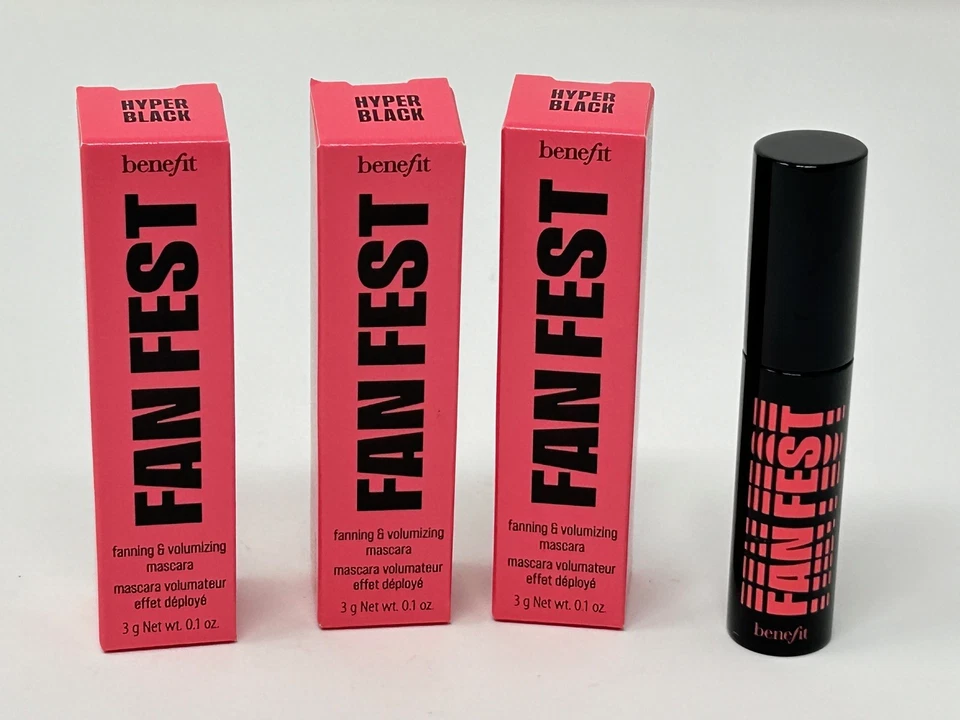 HYPER
BLACK
benefit
FAN FEST
fanning & volumizing
mascara
mascara volumateur
effet déployé
3 g Net wt. 0.1 oz.
HYPER
BLACK
benefit
FAN FEST
fanning & volumizing
mascara
mascara volumateur
effet déployé
3 g Net wt. 0.1 oz.
HYPER
BLACK
benefit
FAN FEST
fanning & volumizing
mascara
mascara volumateur
effet déployé
3 g Net wt. 0.1 oz.
FAN FEST
benefit